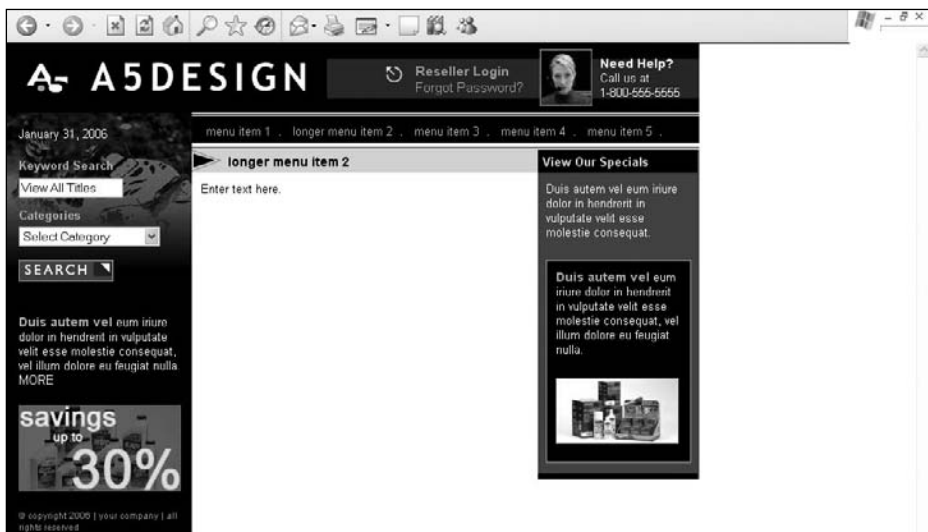 A5DESIGN
Reseller Login
Forgot Password?
Need Help?
Call us at
1-800-555-5555
January 31, 2006
menu item 1 . longer menu item 2 . menu item 3 . menu item 4 . menu item 5 .
Keyword Search
View All Titles
Categories
Select Category
SEARCH
Duis autem vel eum iriure
dolor in hendrerit in vulputate
velit esse molestie consequat,
vel illum dolore eu feugiat nulla.
MORE
savings
up to
30%
© copyright 2006 | your company | all
rights reserved
longer menu item 2
Enter text here.
View Our Specials
Duis autem vel eum iriure
dolor in hendrerit in
vulputate velit esse
molestie consequat.
Duis autem vel eum
iriure dolor in hendrerit
in vulputate velit esse
molestie consequat, vel
illum dolore eu feugiat
nulla.